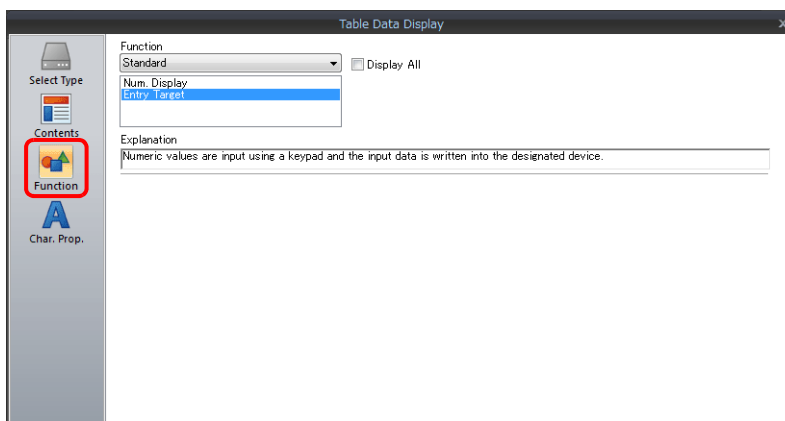 Table Data Display
Select Type
Contents
Function
Char. Prop.
Function
Standard
Display All
Num. Display
Entry Target
Explanation
Numeric values are input using a keypad and the input data is written into the designated device.